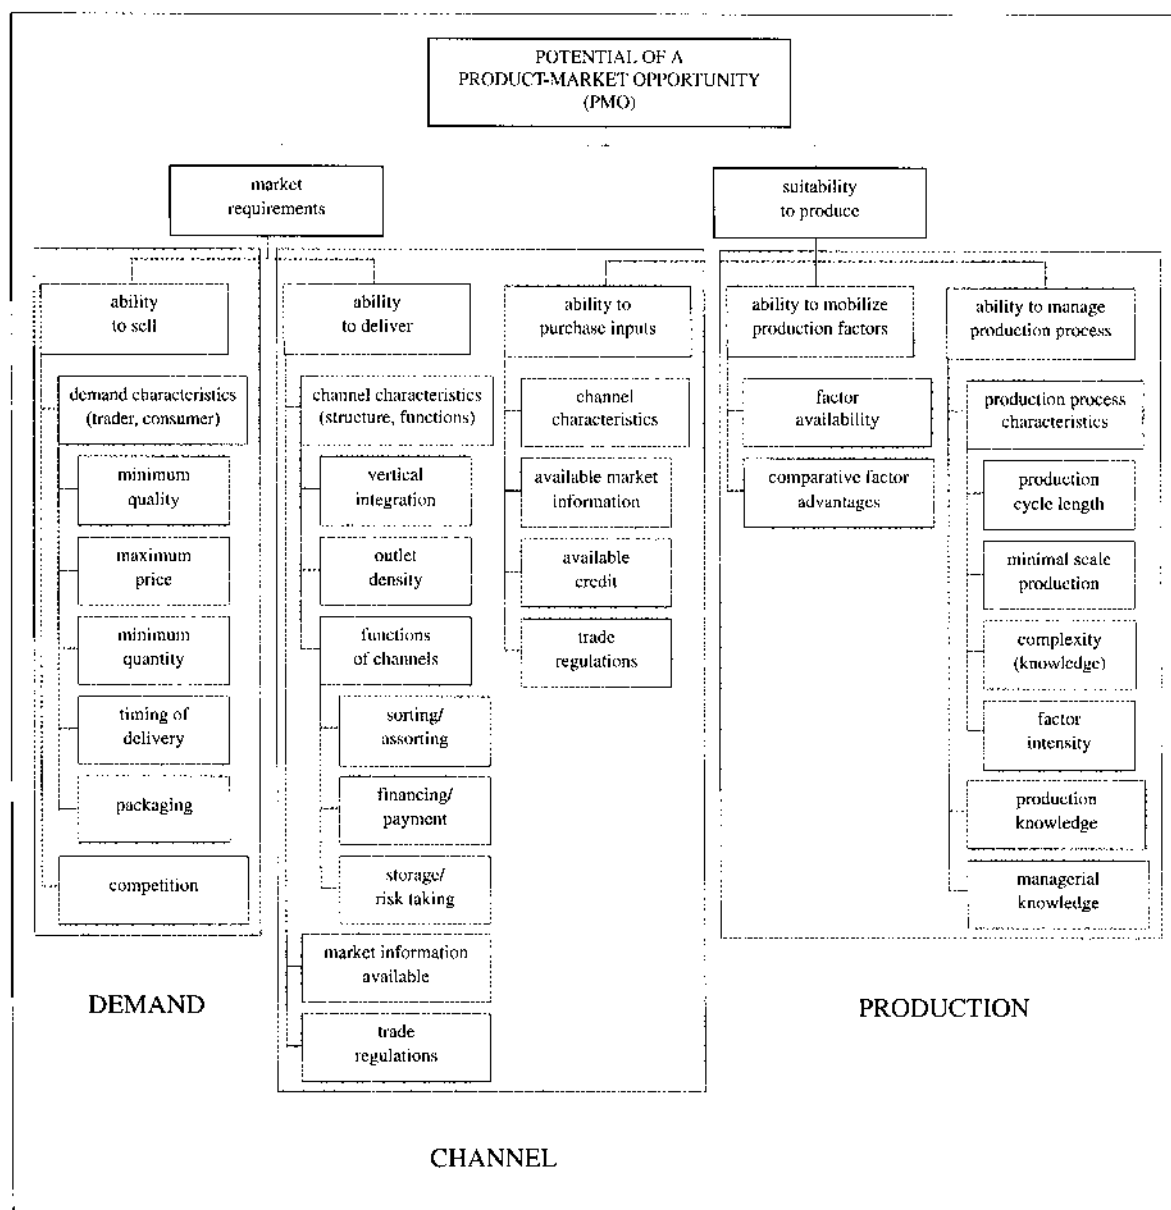 POTENTIAL OF A
PRODUCT-MARKET OPPORTUNITY
(PMO)
market
requirements
suitability
to produce
ability
to sell
demand characteristics
(trader, consumer)
minimum
quality
maximum
price
minimum
quantity
timing of
delivery
packaging
competition
ability
to deliver
channel characteristics
(structure, functions)
vertical
integration
outlet
density
functions
of channels
sorting/
assorting
financing/
payment
storage/
risk taking
market information
available
trade
regulations
ability to
purchase inputs
channel
characteristics
available market
information
available
credit
trade
regulations
ability to mobilize
production factors
factor
availability
comparative factor
advantages
ability to manage
production process
production process
characteristics
production
cycle length
minimal scale
production
complexity
(knowledge)
factor
intensity
production
knowledge
managerial
knowledge
DEMAND
PRODUCTION
CHANNEL